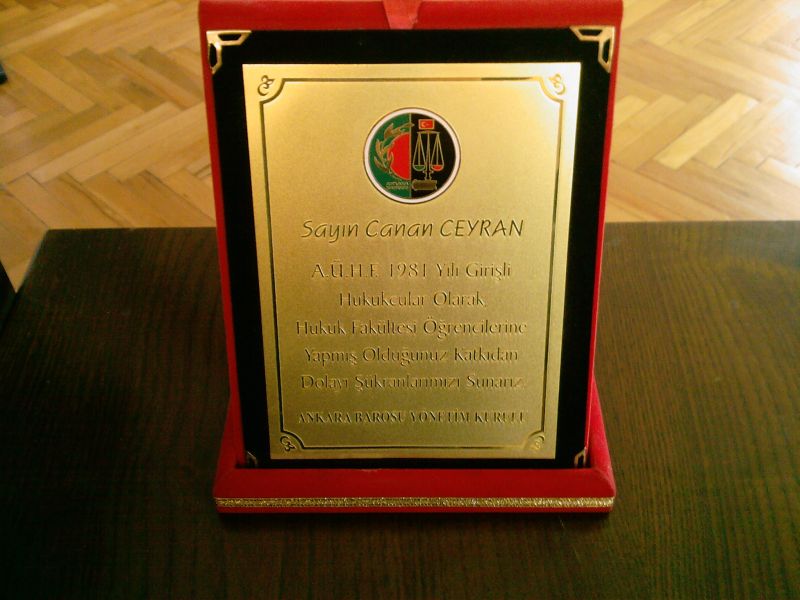 Sayın Canan CEYRAN
A.Ü.H.F. 1981 Yılı Girişli
Hukukcular Olarak
Hukuk Fakültesi Öğrencilerine
Yapmış Olduğunuz Katkıdan
Dolayı Şükranlarımızı Sunarız.
ANKARA BAROSU YÖNETİM KURULU